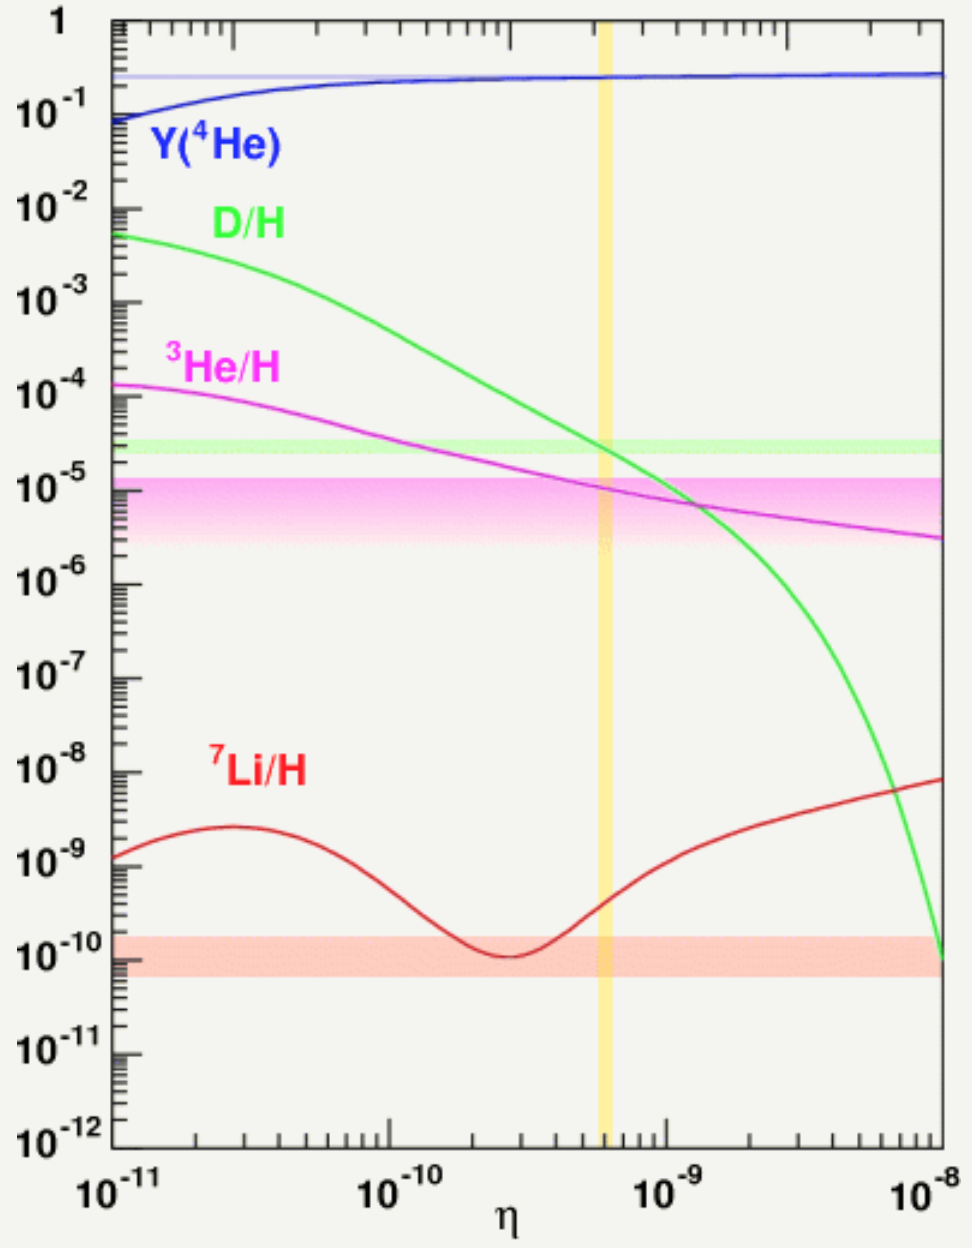 1
10⁻¹
Y(⁴He)
10⁻²
D/H
10⁻³
³He/H
10⁻⁴
10⁻⁵
10⁻⁶
10⁻⁷
⁷Li/H
10⁻⁸
10⁻⁹
10⁻¹⁰
10⁻¹¹
10⁻¹²
10⁻¹¹ 10⁻¹⁰ 10⁻⁹ 10⁻⁸
η